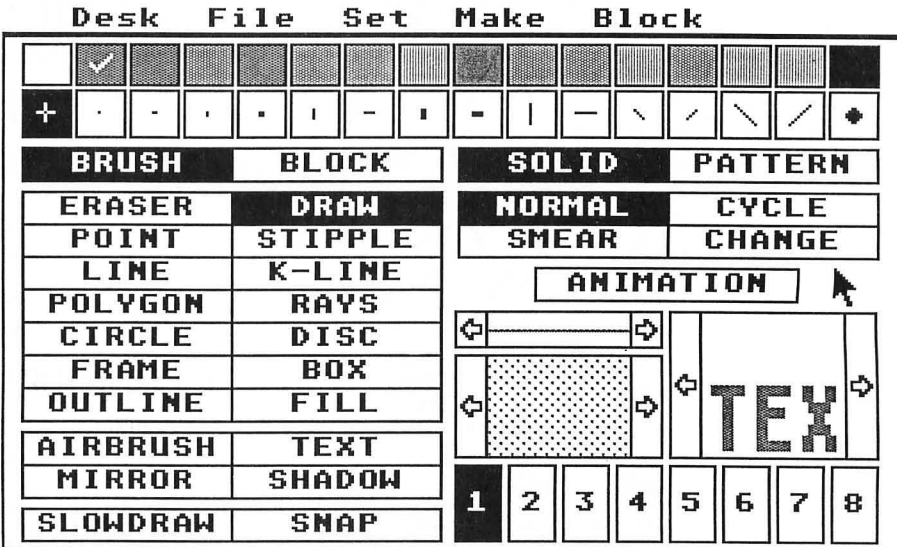 Desk File Set Make Block
BRUSH BLOCK SOLID PATTERN
ERASER DRAW NORMAL CYCLE
POINT STIPPLE SMEAR CHANGE
LINE K-LINE
ANIMATION
POLYGON RAYS
CIRCLE DISC
FRAME BOX
OUTLINE FILL
TEX
AIRBRUSH TEXT
MIRROR SHADOW
1 2 3 4 5 6 7 8
SLOWDRAW SNAP